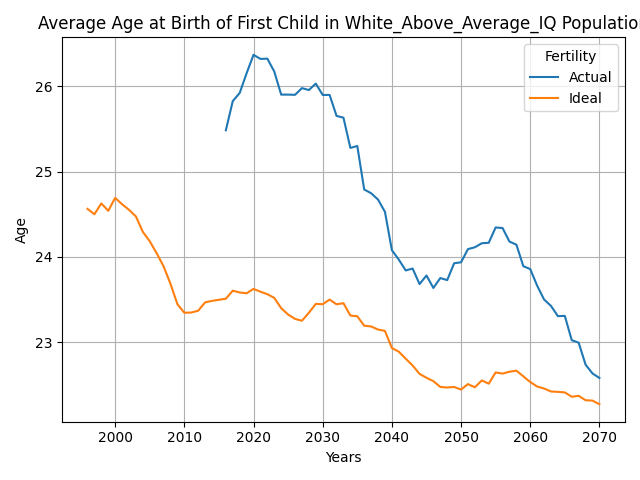 Average Age at Birth of First Child in White_Above_Average_IQ Population
Fertility
Actual
Ideal
26
25
24
23
Age
2000
2010
2020
2030
2040
2050
2060
2070
Years